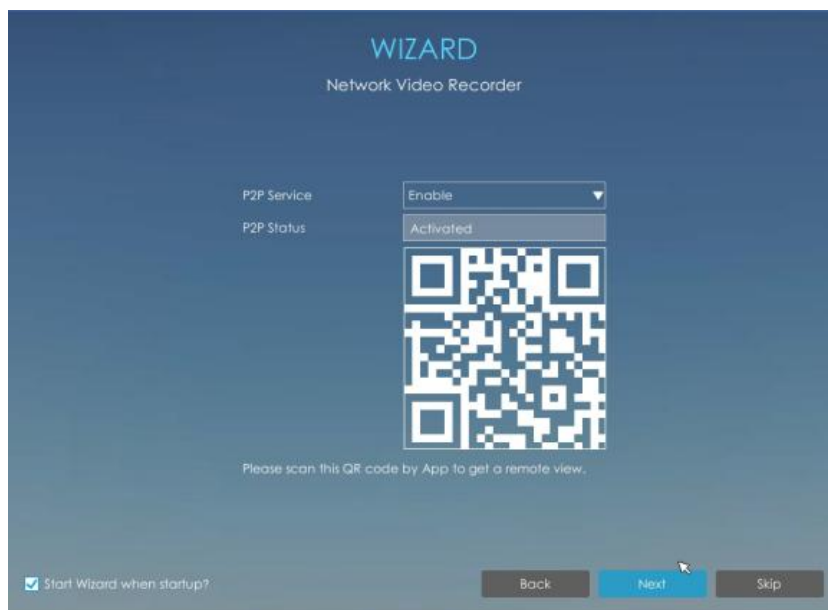 WIZARD
Network Video Recorder
P2P Service Enable
P2P Status Activated
Please scan this QR code by App to get a remote view.
Start Wizard when startup? Back Next Skip